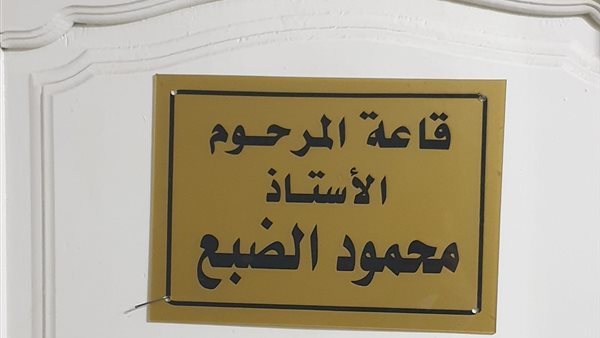 قاعة المرحوم
الأستاذ
محمود الضبع